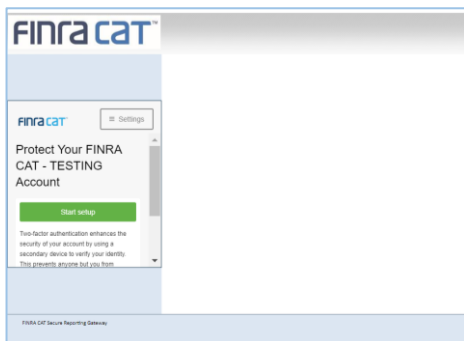 FINRA CAT™
FINRA CAT
≡ Settings
Protect Your FINRA
CAT - TESTING
Account
Start setup
Two-factor authentication enhances the
security of your account by using a
secondary device to verify your identity.
This prevents anyone but you from
FINRA CAT Secure Reporting Gateway